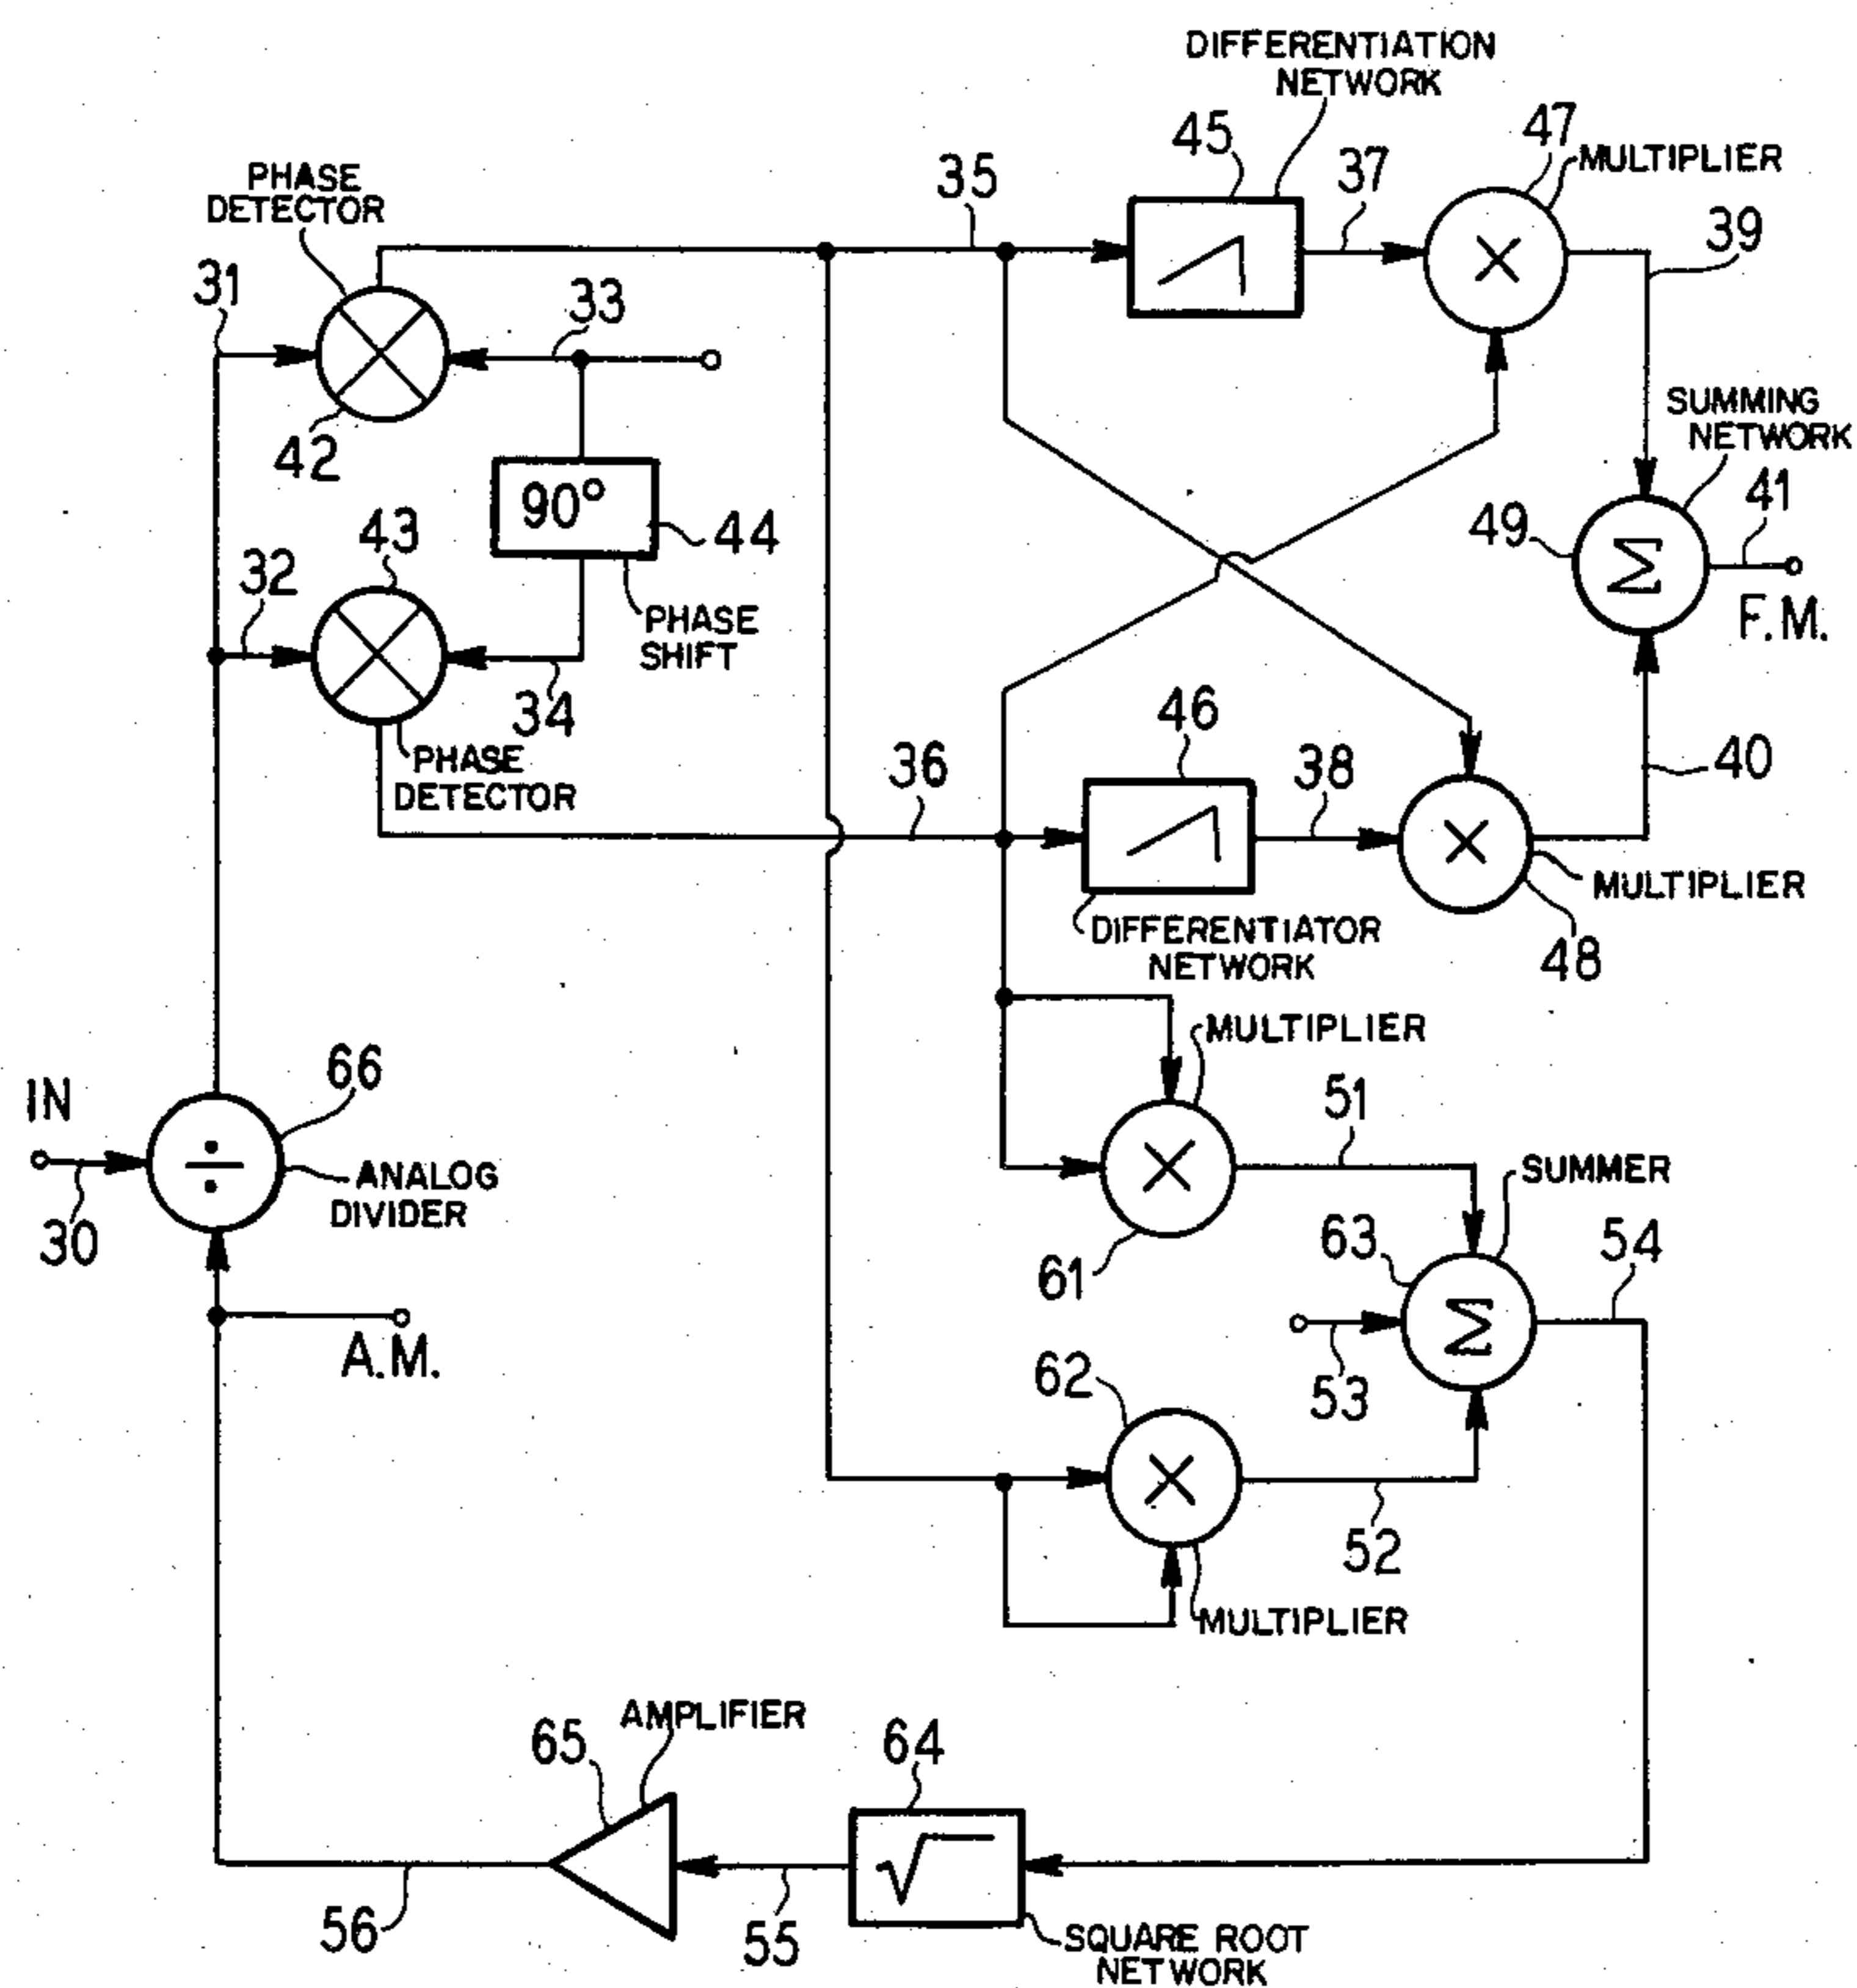 DIFFERENTIATION
NETWORK
45
47
MULTIPLIER
37
35
39
PHASE
DETECTOR
31
33
42
90°
44
43
32
PHASE
SHIFT
34
PHASE
DETECTOR
×
SUMMING
NETWORK
49
Σ
41
F.M.
46
36
38
40
×
MULTIPLIER
48
DIFFERENTIATOR
NETWORK
MULTIPLIER
66
IN
÷
30
ANALOG
DIVIDER
51
×
61
SUMMER
63
54
Σ
53
A.M.
62
×
52
MULTIPLIER
AMPLIFIER
65
64
√
56
55
SQUARE ROOT
NETWORK